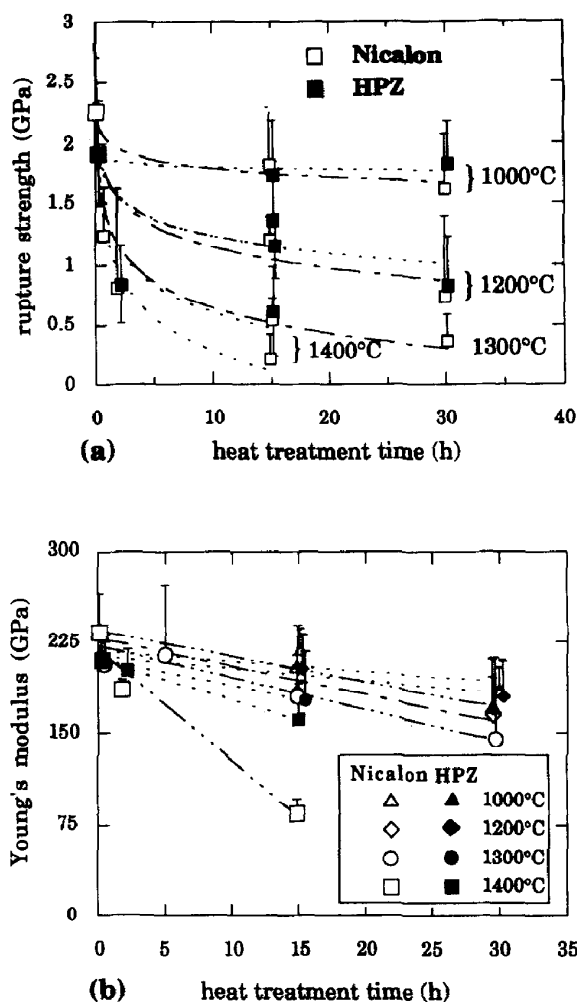 3
2.5
2
1.5
1
0.5
0
rupture strength (GPa)
Nicalon
HPZ
} 1000°C
} 1200°C
1300°C
} 1400°C
0 10 20 30 40
(a) heat treatment time (h)
300
225
150
75
0
Young's modulus (GPa)
Nicalon HPZ
1000°C
1200°C
1300°C
1400°C
0 5 10 15 20 25 30 35
(b) heat treatment time (h)